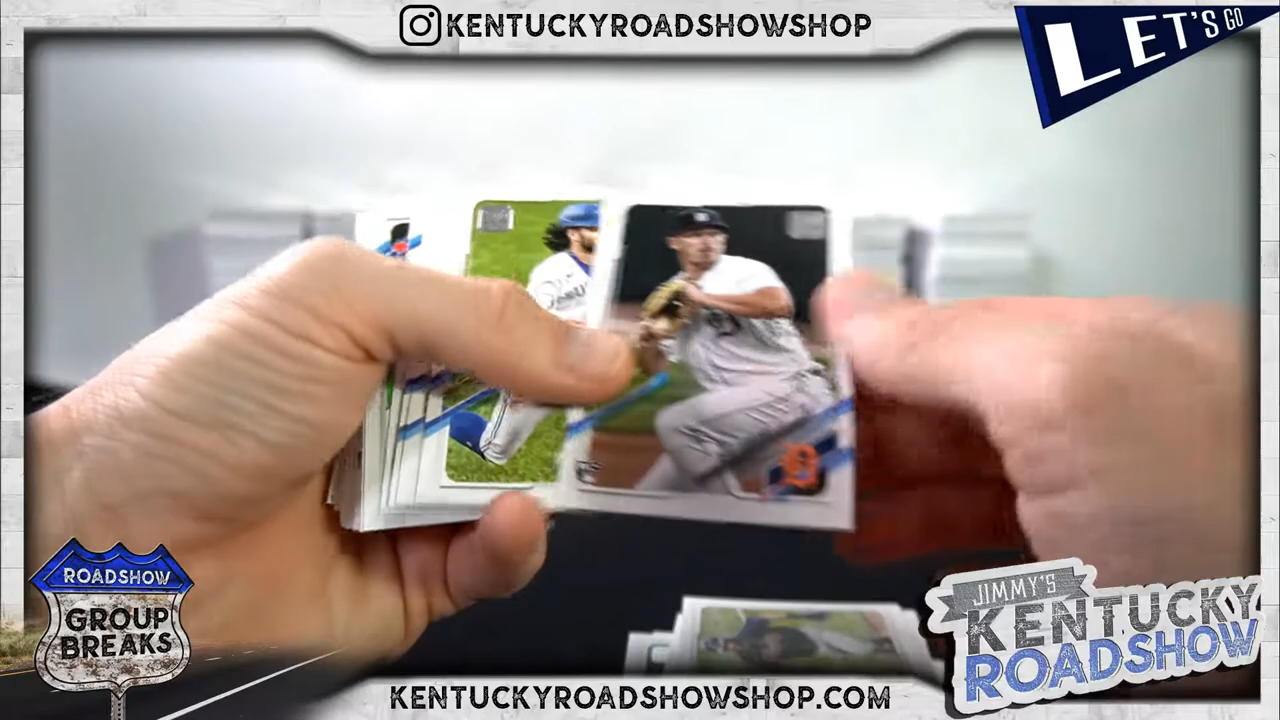 KENTUCKYROADSHOWSHOP
LET'S GO
ROADSHOW
GROUP
BREAKS
JIMMY'S
KENTUCKY
ROADSHOW
KENTUCKYROADSHOWSHOP.COM